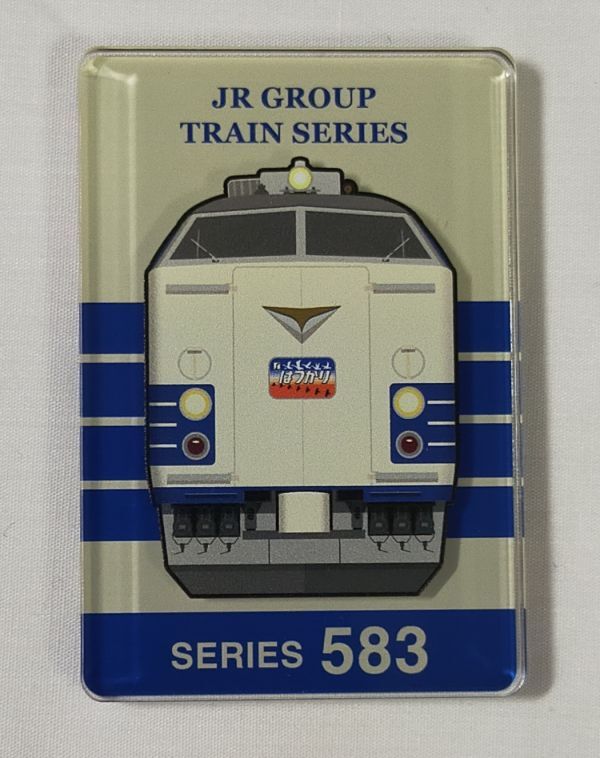 JR GROUP
TRAIN SERIES
はつかり
SERIES 583